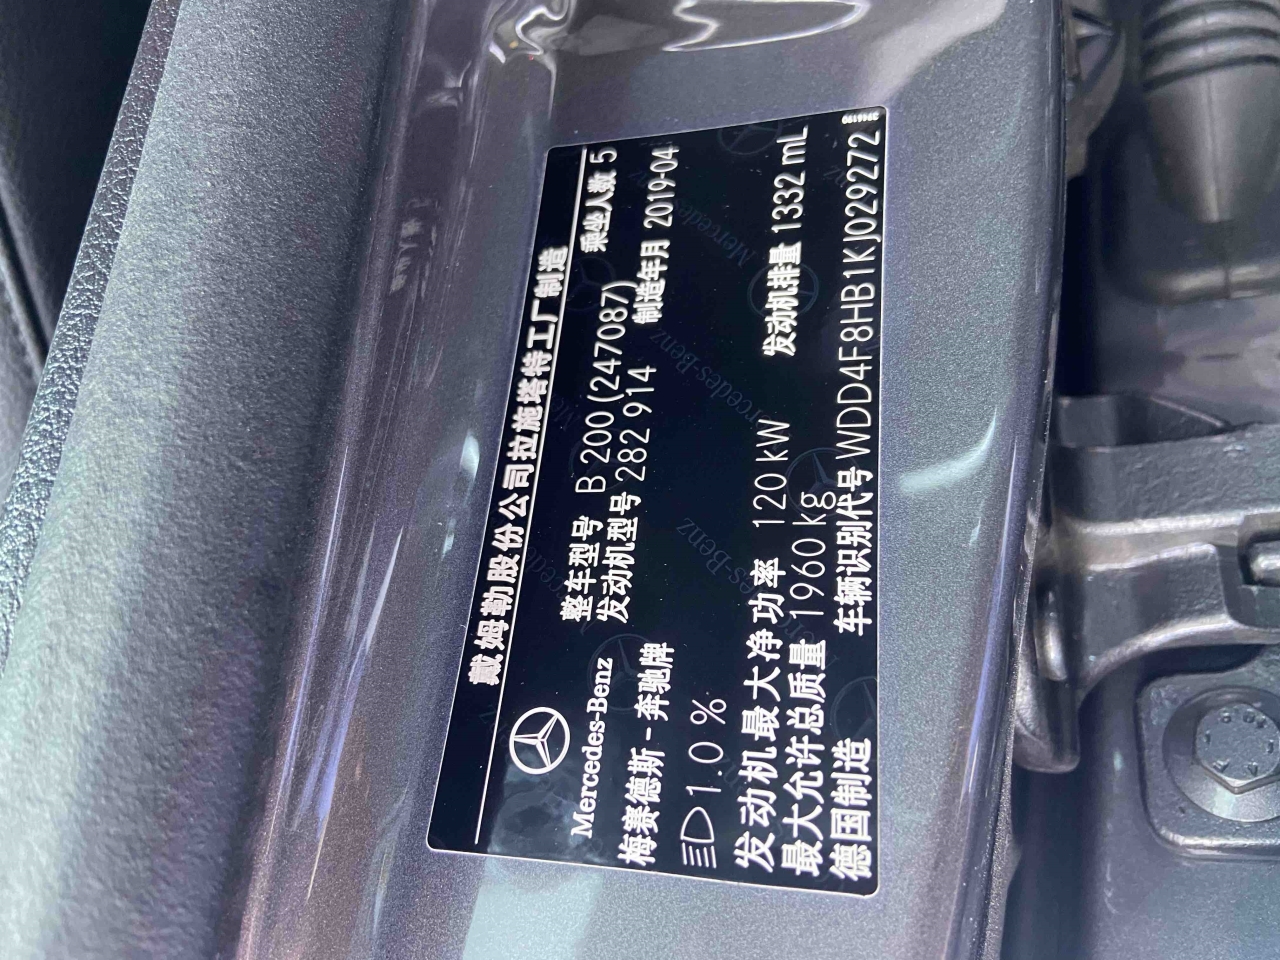 戴姆勒股份公司拉施塔特工厂制造
Mercedes-Benz
梅赛德斯-奔驰牌
整车型号 B 200 (247087) 乘坐人数 5
发动机型号 282 914 制造年月 2019-04
1.0 %
发动机最大净功率 120 kW 发动机排量 1332 mL
最大允许总质量 1960 kg
德国制造 车辆识别代号 WDD4F8HB1KJ029272